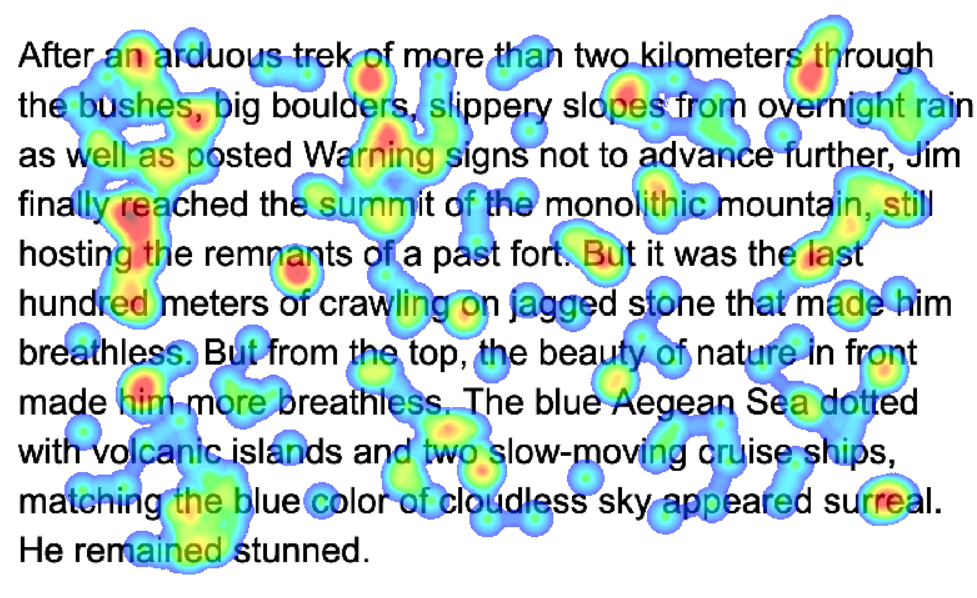 After an arduous trek of more than two kilometers through
the bushes, big boulders, slippery slopes from overnight rain
as well as posted Warning signs not to advance further, Jim
finally reached the summit of the monolithic mountain, still
hosting the remnants of a past fort. But it was the last
hundred meters of crawling on jagged stone that made him
breathless. But from the top, the beauty of nature in front
made him more breathless. The blue Aegean Sea dotted
with volcanic islands and two slow-moving cruise ships,
matching the blue color of cloudless sky appeared surreal.
He remained stunned.